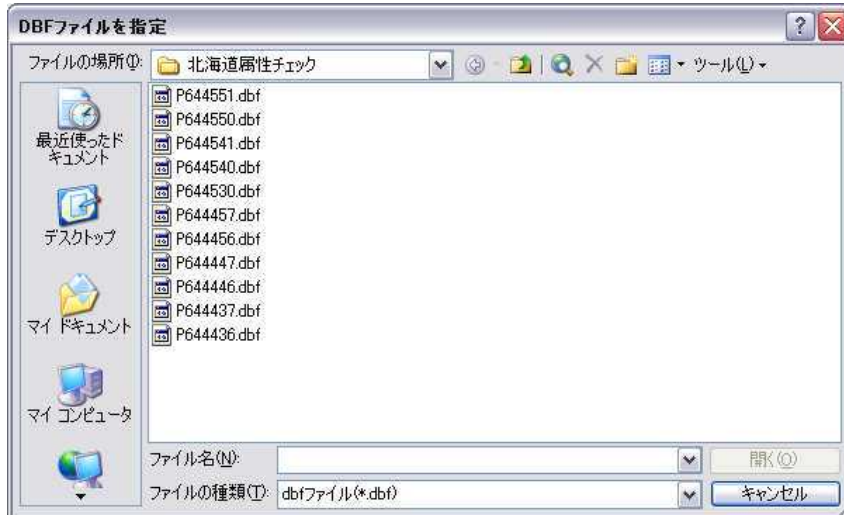 DBFファイルを指定
ファイルの場所(I):
北海道属性チェック
ツール(L)
最近使ったドキュメント
デスクトップ
マイ ドキュメント
マイ コンピュータ
P644551.dbf
P644550.dbf
P644541.dbf
P644540.dbf
P644530.dbf
P644457.dbf
P644456.dbf
P644447.dbf
P644446.dbf
P644437.dbf
P644436.dbf
ファイル名(N):
開く(O)
ファイルの種類(T):
dbfファイル(*.dbf)
キャンセル